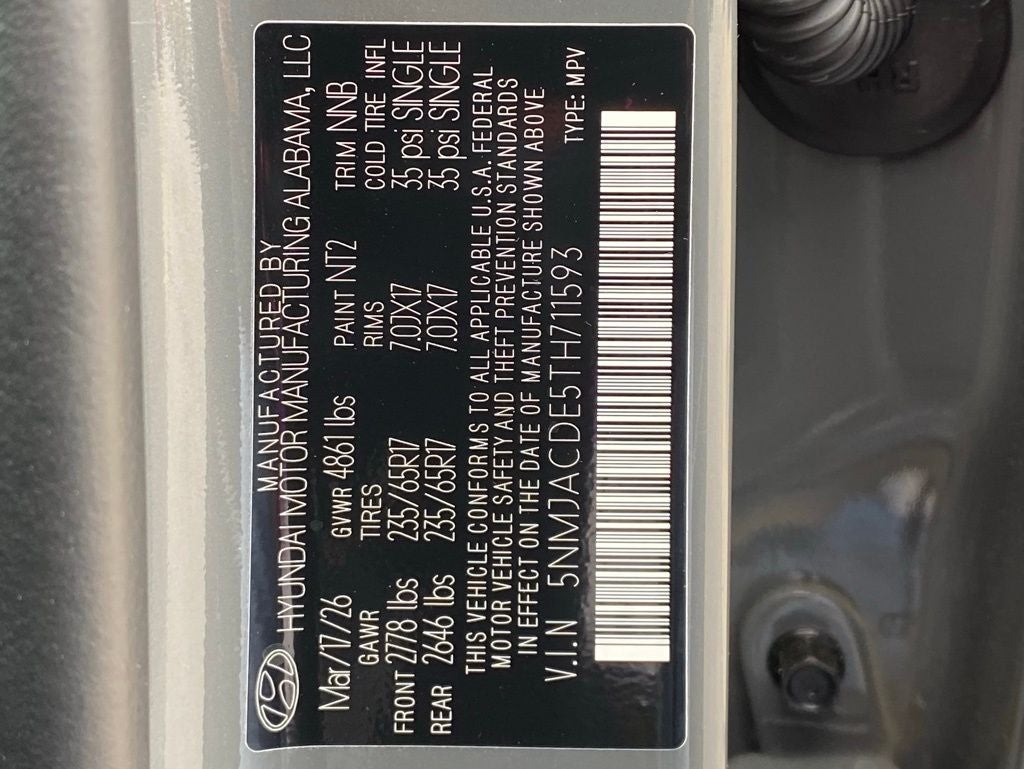 MANUFACTURED BY
HYUNDAI MOTOR MANUFACTURING ALABAMA, LLC
Mar/17/26 GVWR 4861 lbs PAINT NT2 TRIM NNB
GAWR TIRES RIMS COLD TIRE INFL
FRONT 2778 lbs 235/65R17 7.0JX17 35 psi SINGLE
REAR 2646 lbs 235/65R17 7.0JX17 35 psi SINGLE
THIS VEHICLE CONFORMS TO ALL APPLICABLE U.S.A. FEDERAL
MOTOR VEHICLE SAFETY AND THEFT PREVENTION STANDARDS
IN EFFECT ON THE DATE OF MANUFACTURE SHOWN ABOVE
V.I.N 5NMJACDE5TH711593 TYPE: MPV